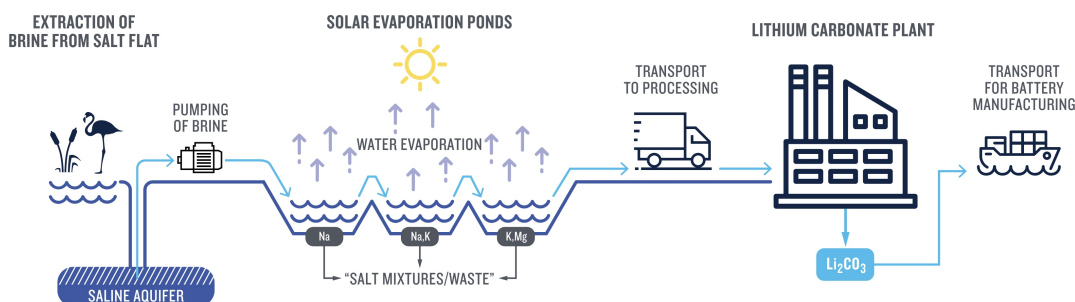 EXTRACTION OF
BRINE FROM SALT FLAT
SOLAR EVAPORATION PONDS
LITHIUM CARBONATE PLANT
PUMPING
OF BRINE
WATER EVAPORATION
TRANSPORT
TO PROCESSING
TRANSPORT
FOR BATTERY
MANUFACTURING
Na
Na,K
K,Mg
"SALT MIXTURES/WASTE"
Li₂CO₃
SALINE AQUIFER